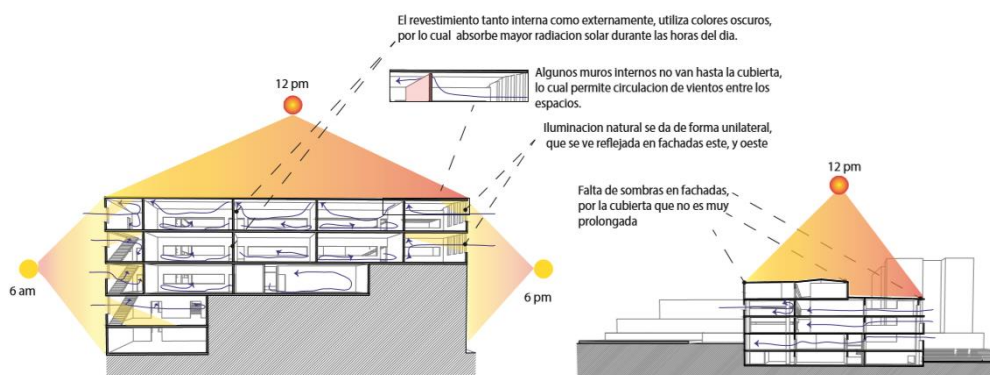 El revestimiento tanto interna como externamente, utiliza colores oscuros,
por lo cual absorbe mayor radiacion solar durante las horas del dia.
12 pm
Algunos muros internos no van hasta la cubierta,
lo cual permite circulacion de vientos entre los
espacios.
Iluminacion natural se da de forma unilateral,
que se ve reflejada en fachadas este, y oeste
12 pm
Falta de sombras en fachadas,
por la cubierta que no es muy
prolongada
6 am
6 pm